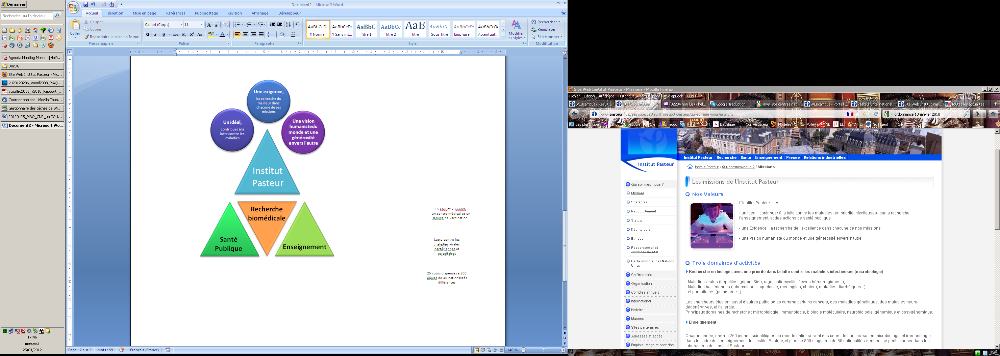 Démarrer
Rechercher sur l'ordinateur
Agenda Meeting Maker - [Hélè...
DocDG
Site Web Institut Pasteur - Mis...
vu20120206_vavril2008_MAQ...
vujuillet2011_v2010_Rapport_...
Courrier entrant - Mozilla Thun...
Gestionnaire des tâches de Wi...
20120425_MAQ_CNR_terCOU...
Document2 - Microsoft Wo...
17:46
mercredi
25/04/2012
Document2 - Microsoft Word
Accueil Insertion Mise en page Références Publipostage Révision Affichage Développeur
Coller
Couper
Copier
Reproduire la mise en forme
Presse-papiers
Calibri (Corps) 11
G I S abc x₂ x² Aa
Police
Paragraphe
AaBbCcDc AaBbCcDc AaBbC( AaBbCc AaB AaBbCc. AaBbCcDc AaBbCcDc
¶ Normal ¶ Sans int... Titre 1 Titre 2 Titre Sous-titre Emphase ... Accentuat...
Style
Modifier
les styles
Rechercher
Remplacer
Sélectionner
Modification
Une exigence,
la recherche du
meilleur dans
chacune de ses
missions
Un idéal,
contribuer à la
lutte contre les
maladies
Une vision
humanistedu
monde et une
générosité
envers l'autre
Institut
Pasteur
Santé
Publique
Recherche
biomédicale
Enseignement
-15 CNR et 7 CCOMS
- un centre médical et un
service de vaccination
Lutte contre les
maladies virales
bactériennes et
parasitaires
25 cours dispensés à 500
élèves de 48 nationalités
différentes
Page : 2 sur 2 Mots : 59 Français (France) 140 %
Site Web Institut Pasteur - Missions - Mozilla Firefox
Fichier Édition Affichage Historique Marque-pages ScrapBook Outils ?
WEBcampus - Résult... Site Web Institut ... (32284 non lus) - hel... Google Traduction invs liste centres nati... WEBcampus - Portail ... Pasteur International... Site Web Institut Pas... Toutes les actualités ...
www.pasteur.fr/ip/easysite/pasteur/fr/institut-pasteur/qui-sommes-nous/missions
ordonnance 13 janvier 2010
Les plus visités Yahoo Google Syn Traduc Transl RT Décalage Convertisseur Modèles MS Volley EL IMFIS Go Fluent
Institut Pasteur
Institut Pasteur Recherche Santé Enseignement Presse Relations industrielles
Institut Pasteur / Qui sommes-nous ? / Missions
Qui sommes-nous ?
Missions
Stratégies
Rapport Annuel
Statuts
Déontologie
Ethique
Rapport social et
environnemental
Pacte mondial des Nations
Unies
Chiffres clés
Organisation
Comptes annuels
International
Histoire
Musées
Sites partenaires
Adresses et accès
Emplois, stage et post doc
Les missions de l'Institut Pasteur
Nos Valeurs
L'Institut Pasteur, c'est :
- un Idéal : contribuer à la lutte contre les maladies -en priorité infectieuses- par la recherche,
l'enseignement, et des actions de santé publique
- une Exigence : la recherche de l'excellence dans chacune de nos missions
- une Vision humaniste du monde et une générosité envers l'autre.
Trois domaines d'activités
Recherche en biologie, avec une priorité dans la lutte contre les maladies infectieuses (microbiologie)
- Maladies virales (hépatites, grippe, Sida, rage, poliomyélite, fièvres hémorragiques..),
- Maladies bactériennes (tuberculose, coqueluche, méningites, choléra, maladies diarrhéiques...)
- et parasitaires (paludisme...).
Les chercheurs étudient aussi d'autres pathologies comme certains cancers, des maladies génétiques, des maladies neuro-
dégénératives, et l'allergie.
Principaux domaines de recherche : microbiologie, immunologie, biologie moléculaire, neurobiologie, génomique et post-génomique.
Enseignement
Chaque année, environ 250 jeunes scientifiques du monde entier suivent des cours de haut niveau en microbiologie et immunologie
dans le cadre de l'enseignement de l'Institut Pasteur, et plus de 800 stagiaires de 60 nationalités viennent se perfectionner dans les
laboratoires de l'Institut Pasteur.